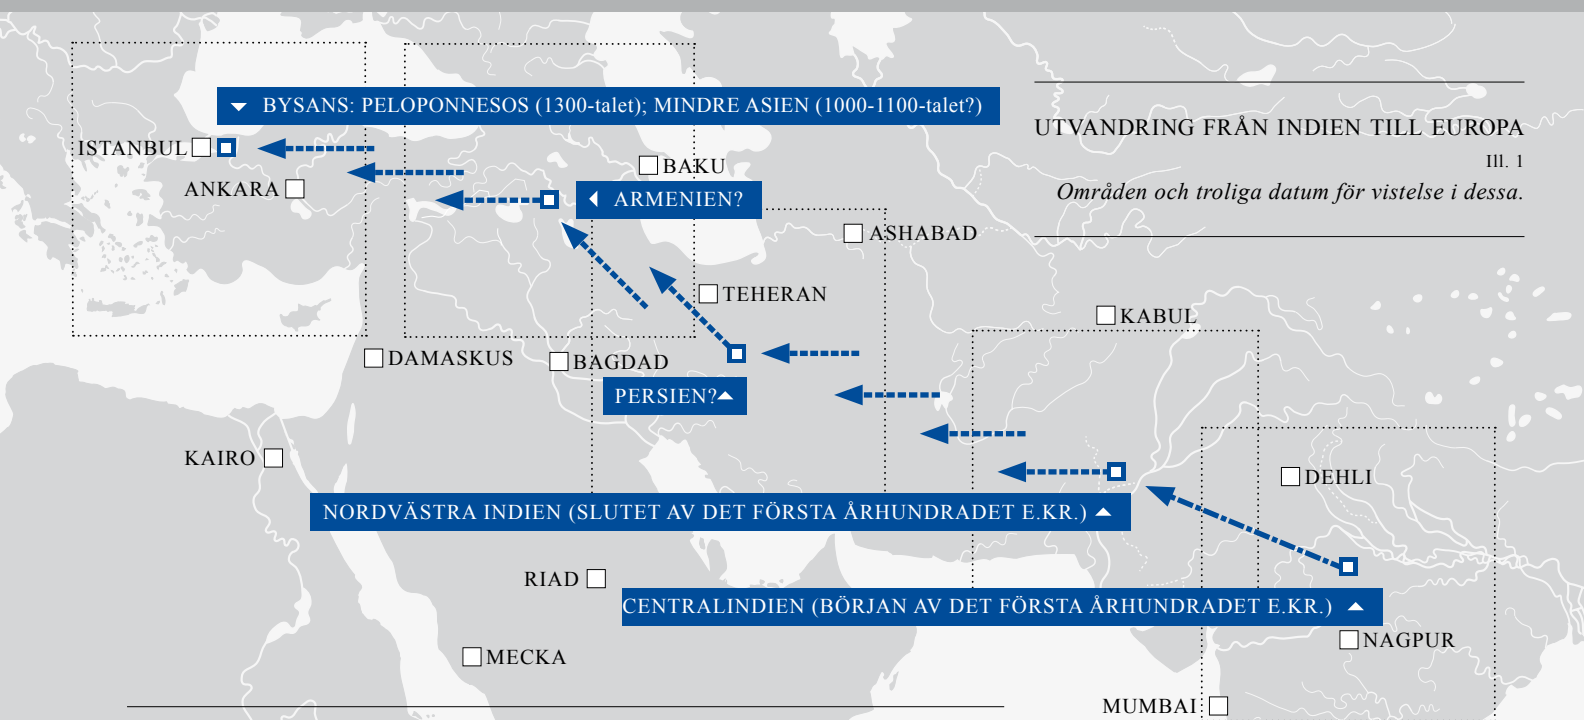 BYSANS: PELOPONNESOS (1300-talet); MINDRE ASIEN (1000-1100-talet?)
UTVANDRING FRÅN INDIEN TILL EUROPA
Ill. 1
Områden och troliga datum för vistelse i dessa.
ISTANBUL
ANKARA
BAKU
ARMENIEN?
ASHABAD
TEHERAN
KABUL
DAMASKUS
BAGDAD
PERSIEN?
KAIRO
DEHLI
NORDVÄSTRA INDIEN (SLUTET AV DET FÖRSTA ÅRHUNDRADET E.KR.)
RIAD
CENTRALINDIEN (BÖRJAN AV DET FÖRSTA ÅRHUNDRADET E.KR.)
NAGPUR
MECKA
MUMBAI